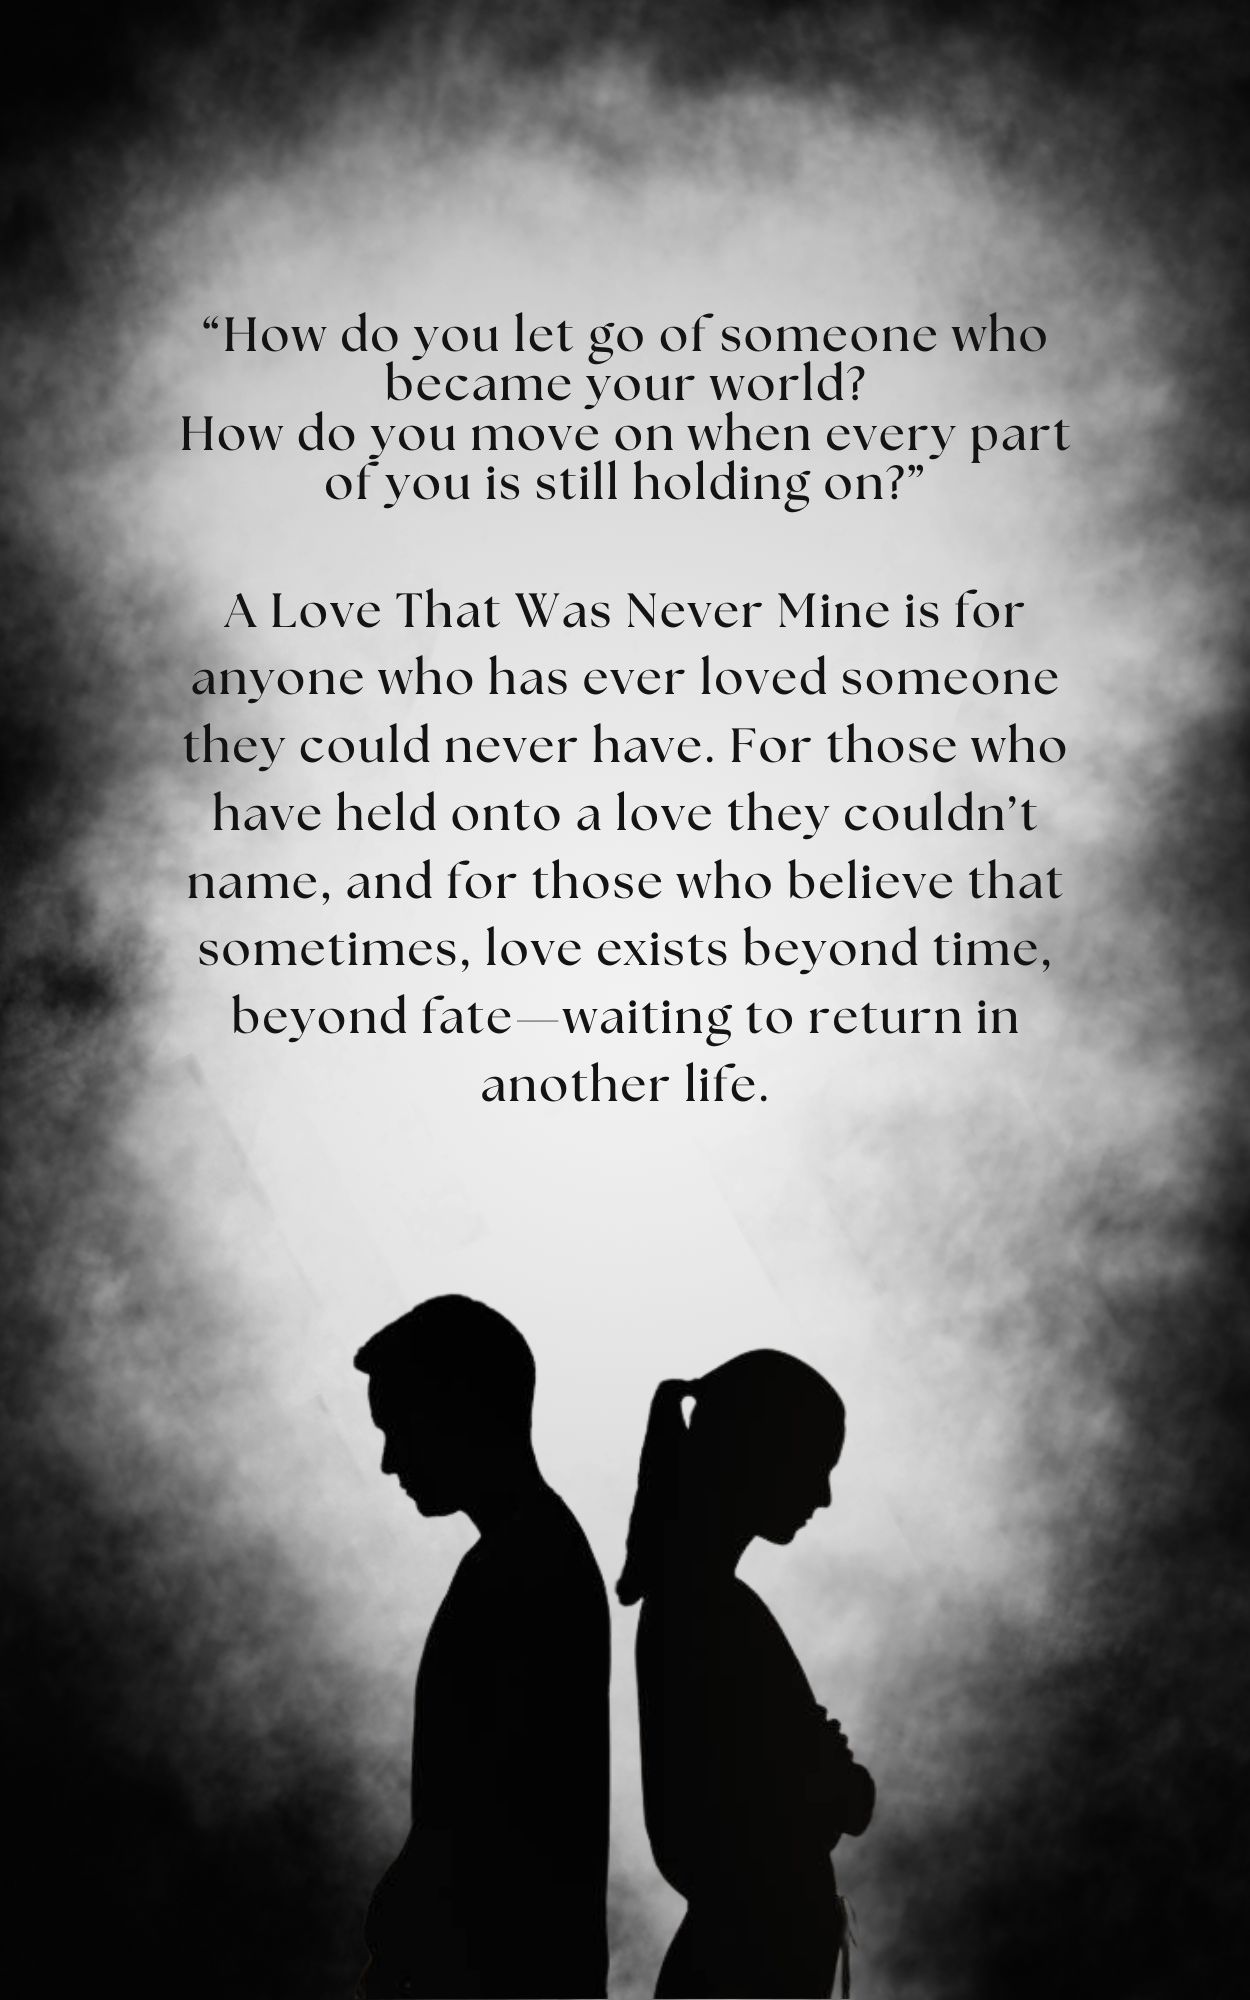 “How do you let go of someone who
became your world?
How do you move on when every part
of you is still holding on?”
A Love That Was Never Mine is for
anyone who has ever loved someone
they could never have. For those who
have held onto a love they couldn’t
name, and for those who believe that
sometimes, love exists beyond time,
beyond fate—waiting to return in
another life.